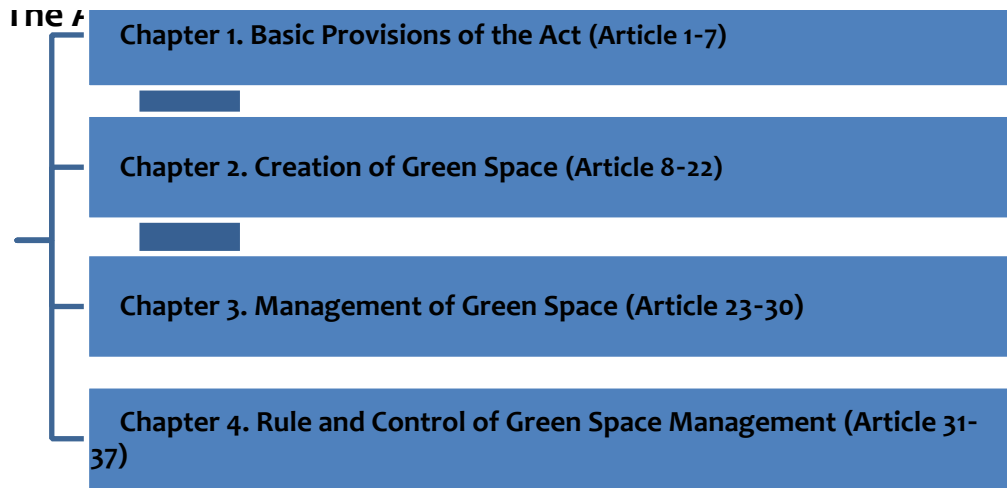 The A
Chapter 1. Basic Provisions of the Act (Article 1-7)
Chapter 2. Creation of Green Space (Article 8-22)
Chapter 3. Management of Green Space (Article 23-30)
Chapter 4. Rule and Control of Green Space Management (Article 31-
37)